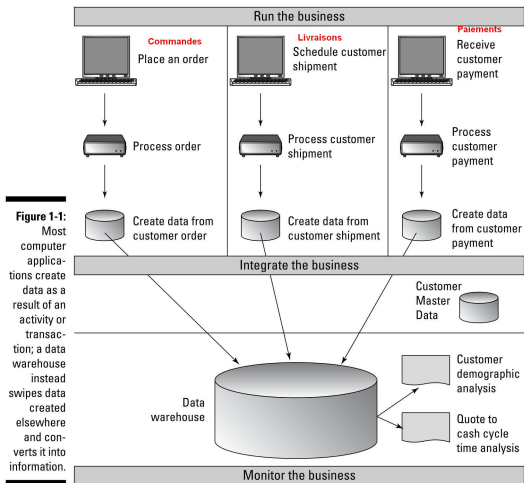 Run the business
Commandes
Place an order
Livraisons
Schedule customer
shipment
Paiements
Receive
customer
payment
Process order
Process customer
shipment
Process
customer
payment
Create data from
customer order
Create data from
customer shipment
Create data
from customer
payment
Figure 1-1:
Most
computer
applica-
tions create
data as a
result of an
activity or
transac-
tion; a data
warehouse
instead
swipes data
created
elsewhere
and con-
verts it into
information.
Integrate the business
Customer
Master
Data
Data
warehouse
Customer
demographic
analysis
Quote to
cash cycle
time analysis
Monitor the business